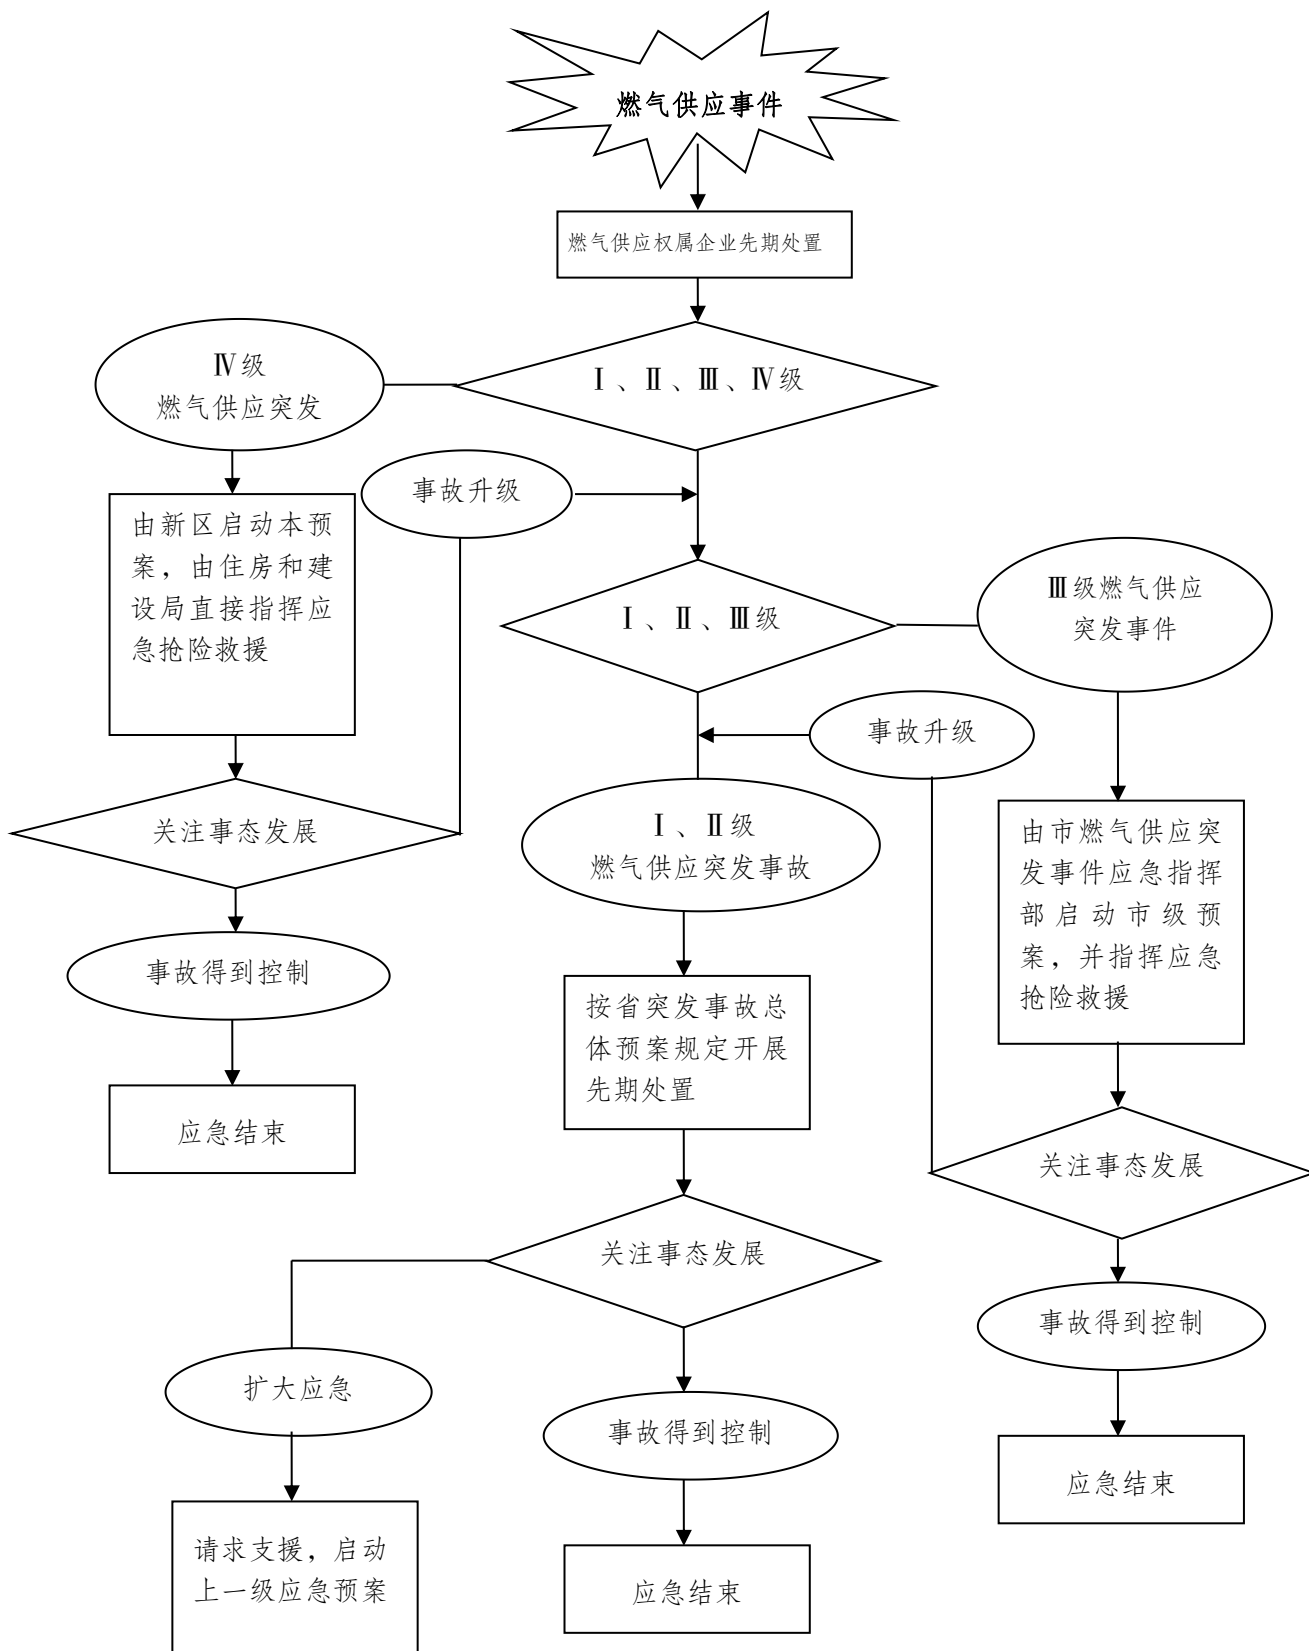 燃气供应事件
燃气供应权属企业先期处置
Ⅰ、Ⅱ、Ⅲ、Ⅳ级
Ⅳ级
燃气供应突发
由新区启动本预
案，由住房和建
设局直接指挥应
急抢险救援
事故升级
关注事态发展
事故得到控制
应急结束
Ⅰ、Ⅱ、Ⅲ级
Ⅲ级燃气供应
突发事件
事故升级
Ⅰ、Ⅱ级
燃气供应突发事故
按省突发事故总
体预案规定开展
先期处置
由市燃气供应突
发事件应急指挥
部启动市级预
案，并指挥应急
抢险救援
关注事态发展
事故得到控制
应急结束
关注事态发展
扩大应急
请求支援，启动
上一级应急预案
事故得到控制
应急结束